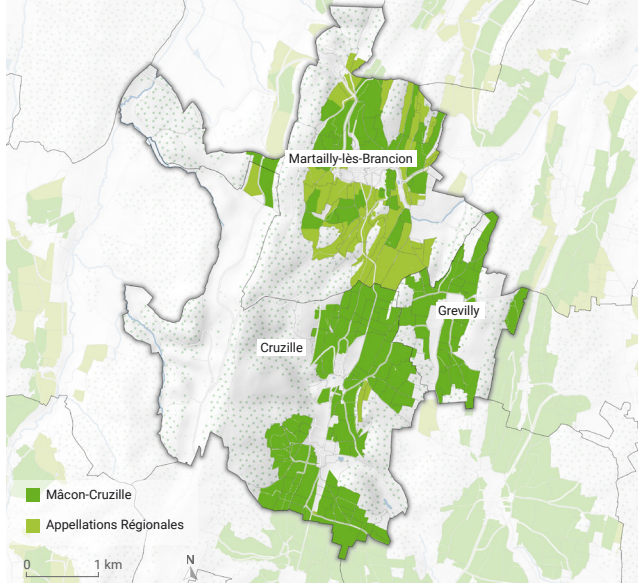 Martailly-lès-Brancion
Grevilly
Cruzille
Mâcon-Cruzille
Appellations Régionales
0 1 km
N